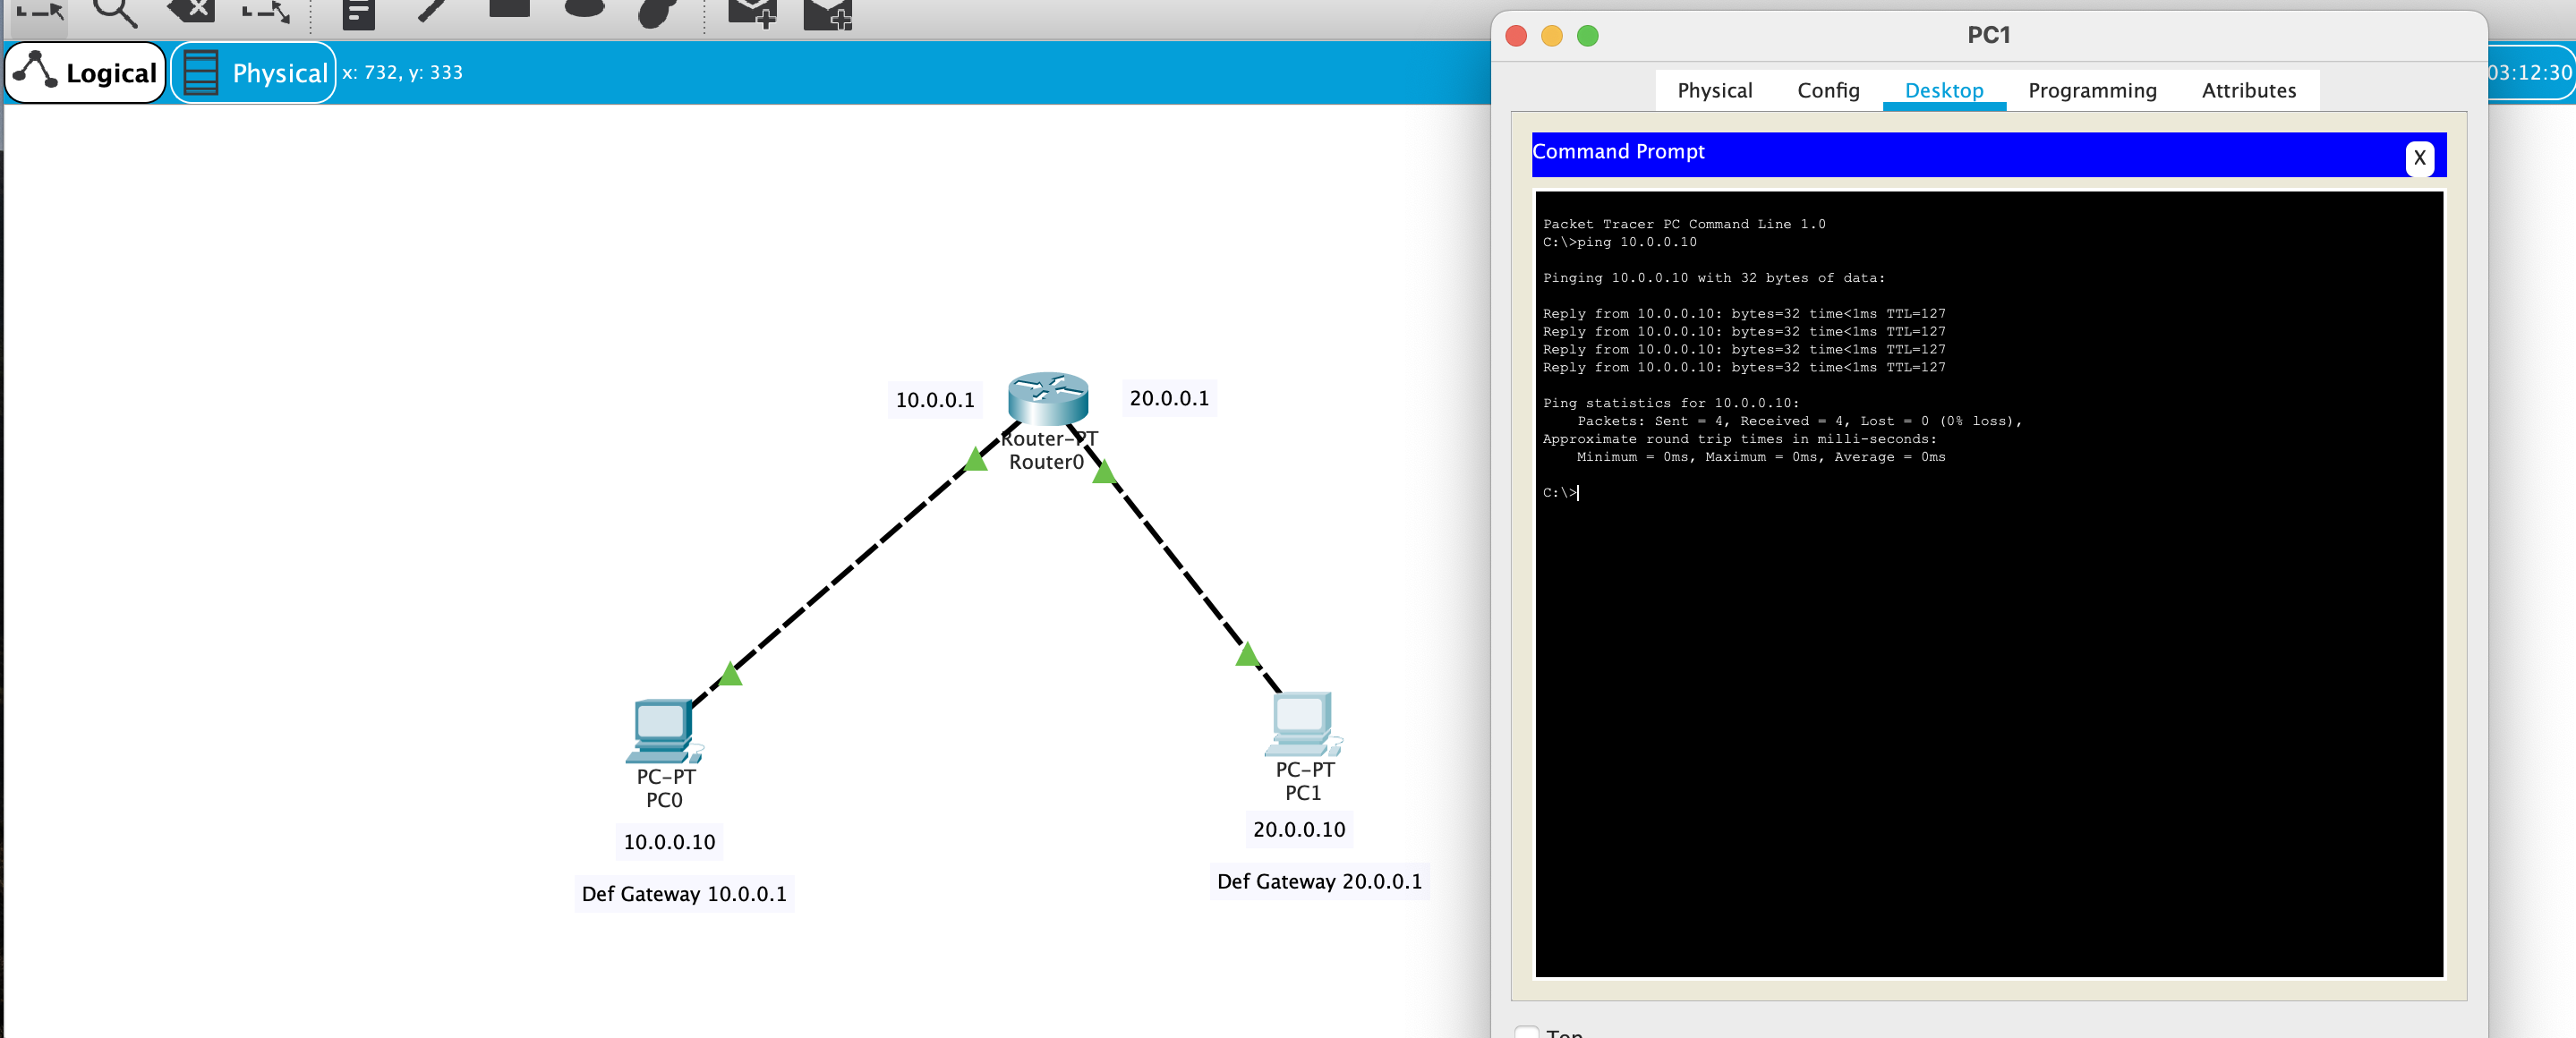 Logical
Physical
x: 732, y: 333
PC1
03:12:30
Physical
Config
Desktop
Programming
Attributes
Command Prompt
X
Packet Tracer PC Command Line 1.0
C:\>ping 10.0.0.10
Pinging 10.0.0.10 with 32 bytes of data:
Reply from 10.0.0.10: bytes=32 time<1ms TTL=127
Reply from 10.0.0.10: bytes=32 time<1ms TTL=127
Reply from 10.0.0.10: bytes=32 time<1ms TTL=127
Reply from 10.0.0.10: bytes=32 time<1ms TTL=127
Ping statistics for 10.0.0.10:
Packets: Sent = 4, Received = 4, Lost = 0 (0% loss),
Approximate round trip times in milli-seconds:
Minimum = 0ms, Maximum = 0ms, Average = 0ms
C:\>
10.0.0.1
20.0.0.1
Router-PT
Router0
PC-PT
PC0
10.0.0.10
Def Gateway 10.0.0.1
PC-PT
PC1
20.0.0.10
Def Gateway 20.0.0.1
Top